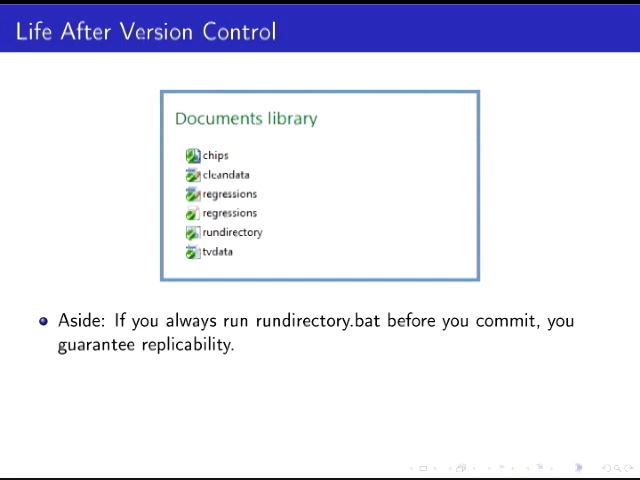 Life After Version Control
Documents library
chips
cleandata
regressions
regressions
rundirectory
tvdata
Aside: If you always run rundirectory.bat before you commit, you
guarantee replicability.